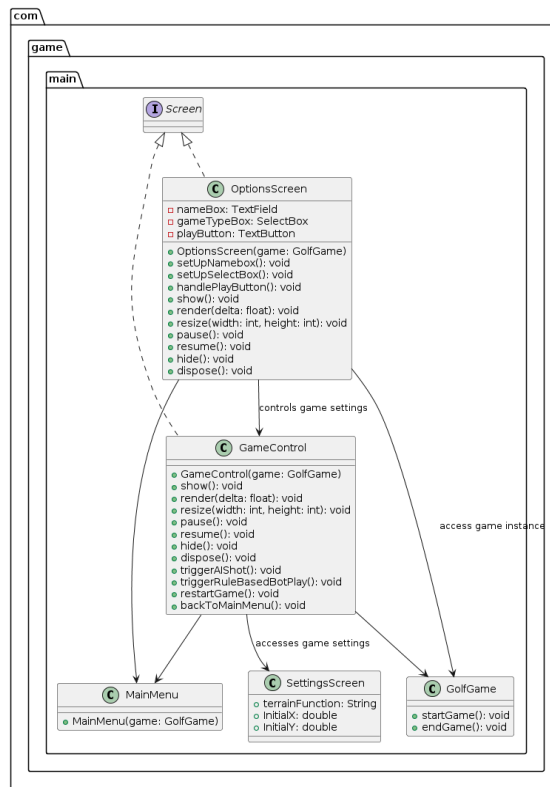 com
game
main
I Screen
C OptionsScreen
nameBox: TextField
gameTypeBox: SelectBox
playButton: TextButton
OptionsScreen(game: GolfGame)
setUpNamebox(): void
setUpSelectBox(): void
handlePlayButton(): void
show(): void
render(delta: float): void
resize(width: int, height: int): void
pause(): void
resume(): void
hide(): void
dispose(): void
controls game settings
C GameControl
GameControl(game: GolfGame)
show(): void
render(delta: float): void
resize(width: int, height: int): void
pause(): void
resume(): void
hide(): void
dispose(): void
triggerAIShot(): void
triggerRuleBasedBotPlay(): void
restartGame(): void
backToMainMenu(): void
access game instance
accesses game settings
C MainMenu
MainMenu(game: GolfGame)
C SettingsScreen
terrainFunction: String
InitialX: double
InitialY: double
C GolfGame
startGame(): void
endGame(): void